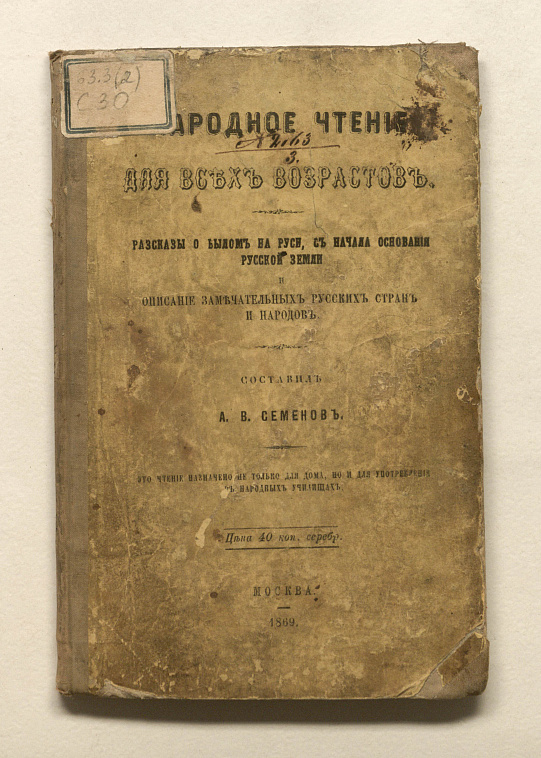 63.3(2)
С30
НАРОДНОЕ ЧТЕНІЕ
№ 2163
3.
ДЛЯ ВСѢХЪ ВОЗРАСТОВЪ.
РАЗСКАЗЫ О БЫЛОМЪ НА РУСИ, СЪ НАЧАЛА ОСНОВАНІЯ
РУССКОЙ ЗЕМЛИ
И
ОПИСАНІЕ ЗАМѢЧАТЕЛЬНЫХЪ РУССКИХЪ СТРАНЪ
И НАРОДОВЪ.
СОСТАВИЛЪ
А. В. СЕМЕНОВЪ.
ЭТО ЧТЕНІЕ НАЗНАЧЕНО НЕ ТОЛЬКО ДЛЯ ДОМА, НО И ДЛЯ УПОТРЕБЛЕНІЯ
ВЪ НАРОДНЫХЪ УЧИЛИЩАХЪ.
Цѣна 40 коп. серебр.
МОСКВА.
1869.